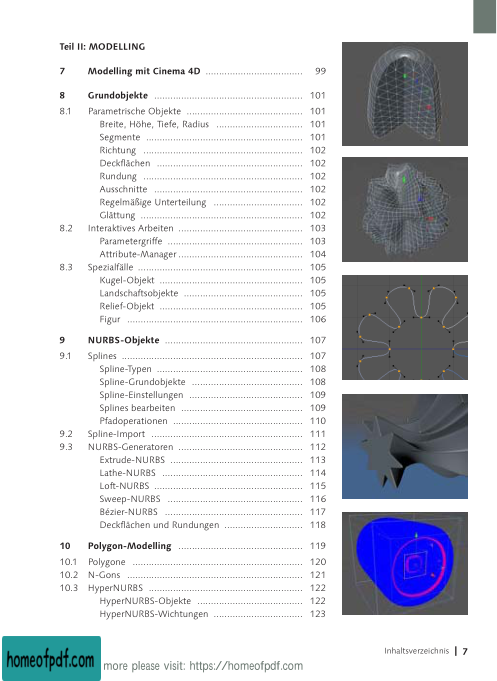 Teil II: MODELLING
7 Modelling mit Cinema 4D .................................... 99
8 Grundobjekte ....................................................... 101
8.1 Parametrische Objekte ........................................... 101
Breite, Höhe, Tiefe, Radius ................................ 101
Segmente .......................................................... 101
Richtung ........................................................... 102
Deckflächen ...................................................... 102
Rundung ........................................................... 102
Ausschnitte ....................................................... 102
Regelmäßige Unterteilung ................................. 102
Glättung ............................................................ 102
8.2 Interaktives Arbeiten .............................................. 103
Parametergriffe .................................................. 103
Attribute-Manager .............................................. 104
8.3 Spezialfälle ............................................................. 105
Kugel-Objekt ..................................................... 105
Landschaftsobjekte ............................................ 105
Relief-Objekt ..................................................... 105
Figur ................................................................. 106
9 NURBS-Objekte ................................................... 107
9.1 Splines ................................................................... 107
Spline-Typen ...................................................... 108
Spline-Grundobjekte ......................................... 108
Spline-Einstellungen .......................................... 109
Splines bearbeiten ............................................. 109
Pfadoperationen ................................................ 110
9.2 Spline-Import ........................................................ 111
9.3 NURBS-Generatoren .............................................. 112
Extrude-NURBS ................................................. 113
Lathe-NURBS .................................................... 114
Loft-NURBS ....................................................... 115
Sweep-NURBS .................................................. 116
Bézier-NURBS ................................................... 117
Deckflächen und Rundungen ............................. 118
10 Polygon-Modelling .............................................. 119
10.1 Polygone ............................................................... 120
10.2 N-Gons ................................................................. 121
10.3 HyperNURBS ......................................................... 122
HyperNURBS-Objekte ....................................... 122
HyperNURBS-Wichtungen ................................. 123
Inhaltsverzeichnis | 7
homeofpdf.com more please visit: https://homeofpdf.com